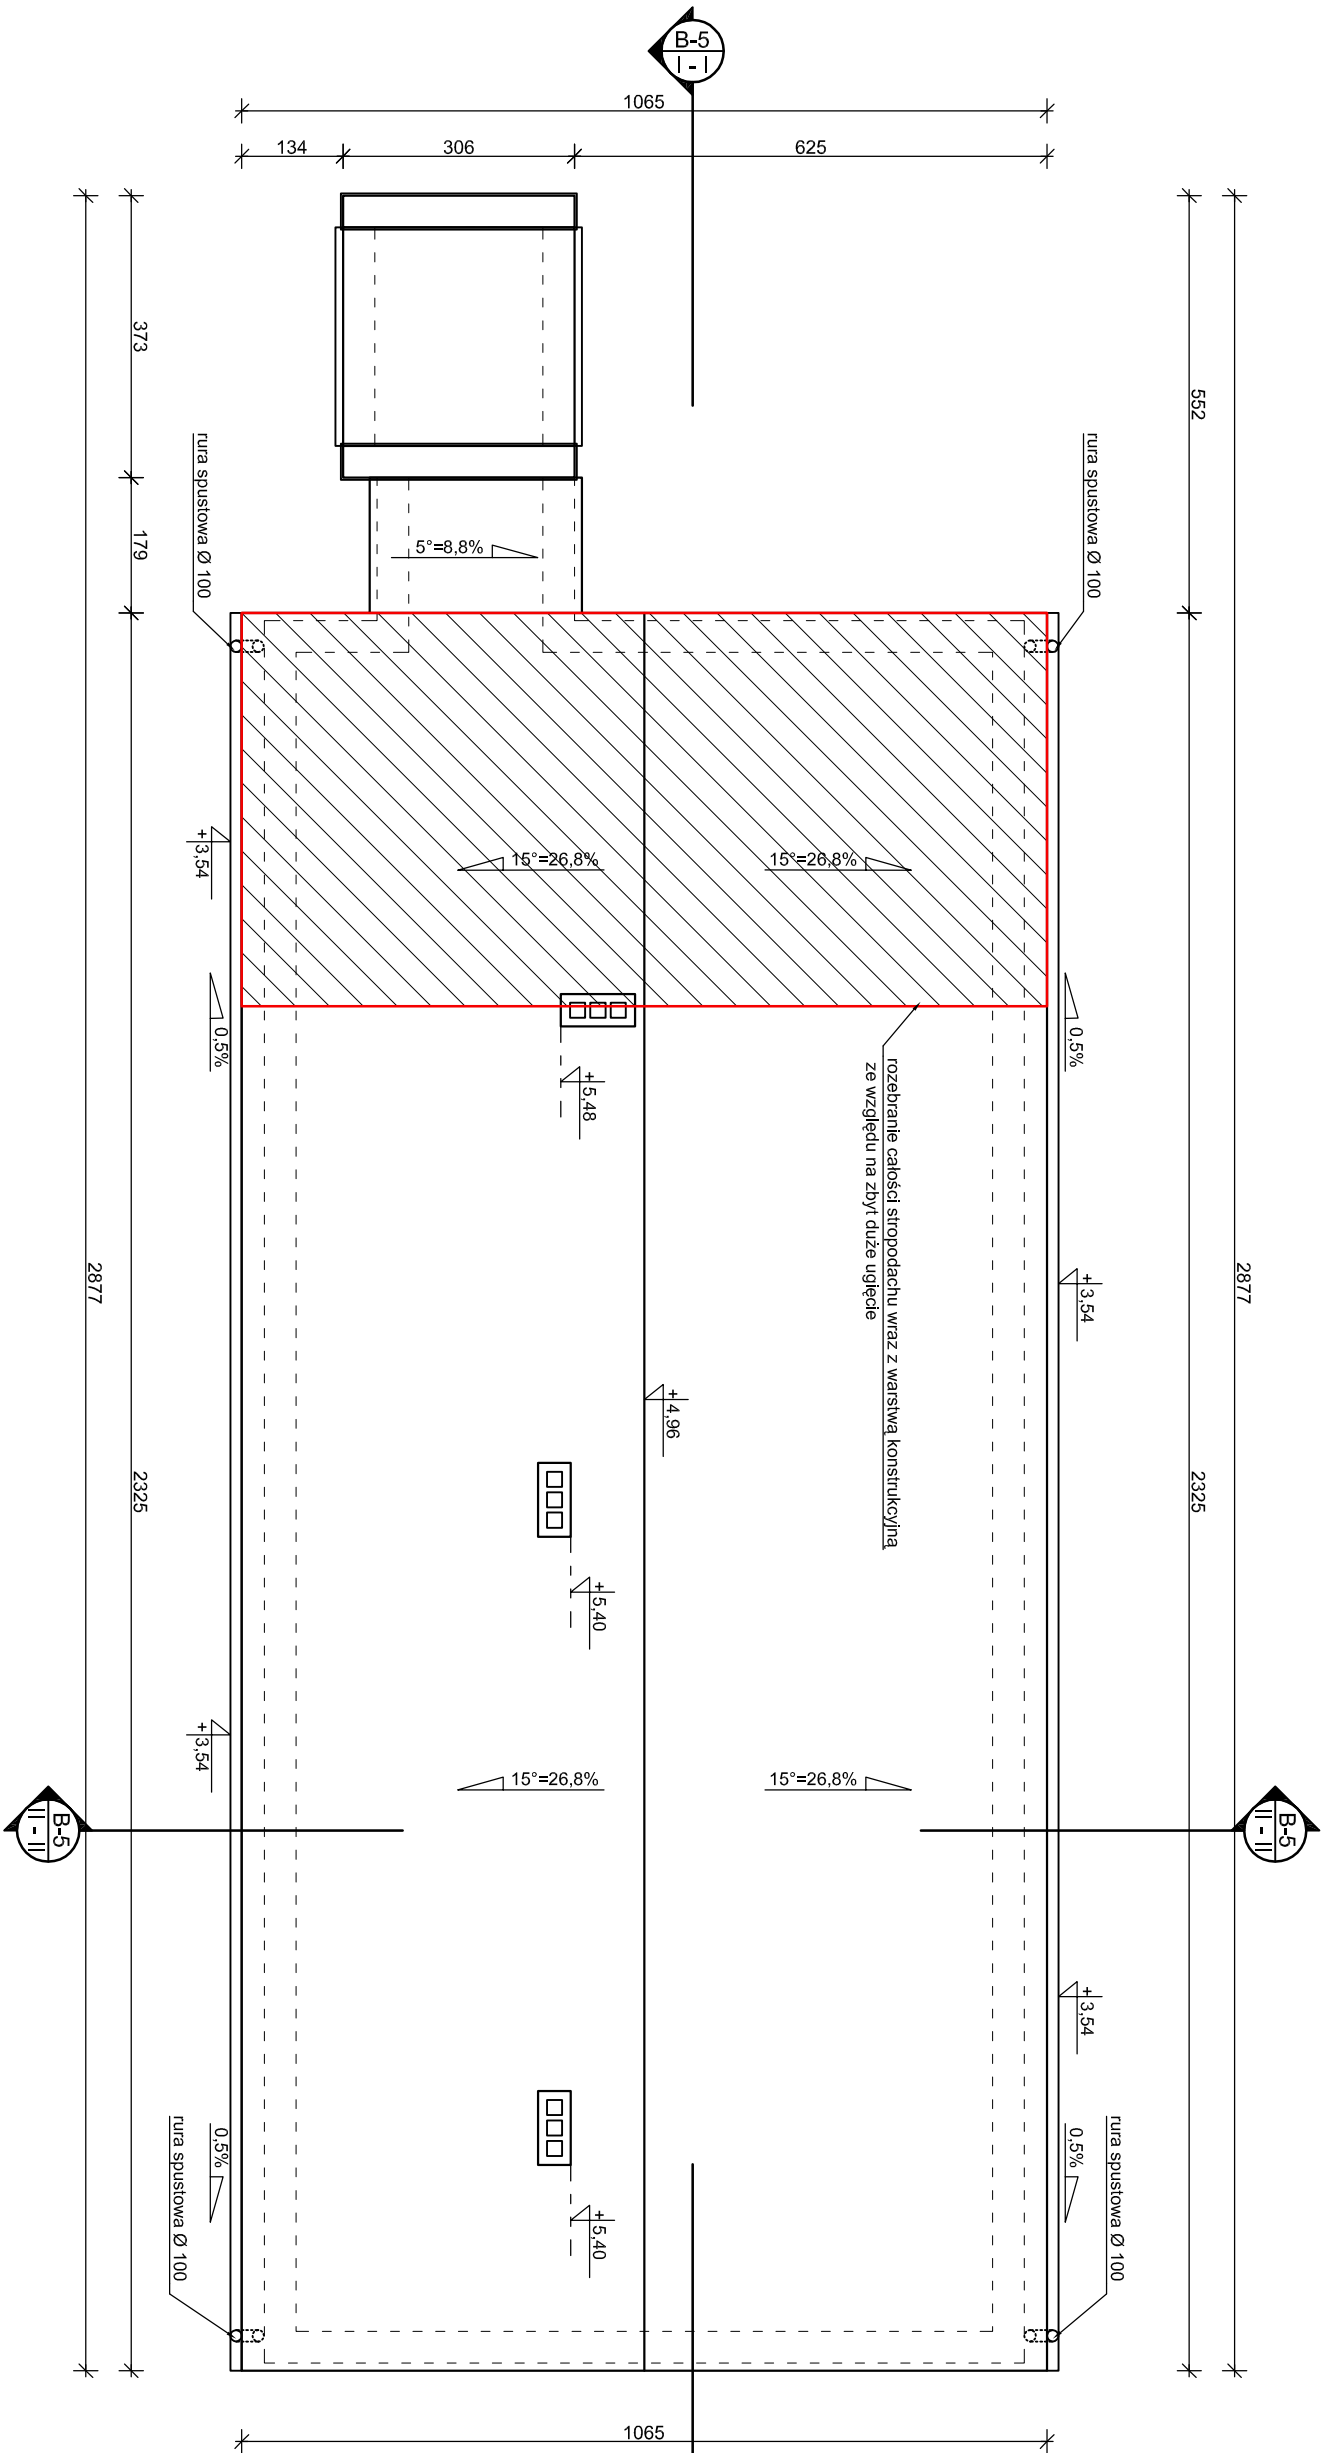 B-5
I - I
1065
134
306
625
373
552
rura spustowa Ø 100
rura spustowa Ø 100
179
5°=8,8%
+3,54
15°=26,8%
15°=26,8%
0,5%
0,5%
+5,48
rozebranie całości stropodachu wraz z warstwą konstrukcyjną
ze względu na zbyt duże ugięcie
2877
2877
+3,54
+4,96
2325
2325
+5,40
+3,54
15°=26,8%
15°=26,8%
B-5
II - II
B-5
II - II
+3,54
0,5%
0,5%
rura spustowa Ø 100
rura spustowa Ø 100
+5,40
1065